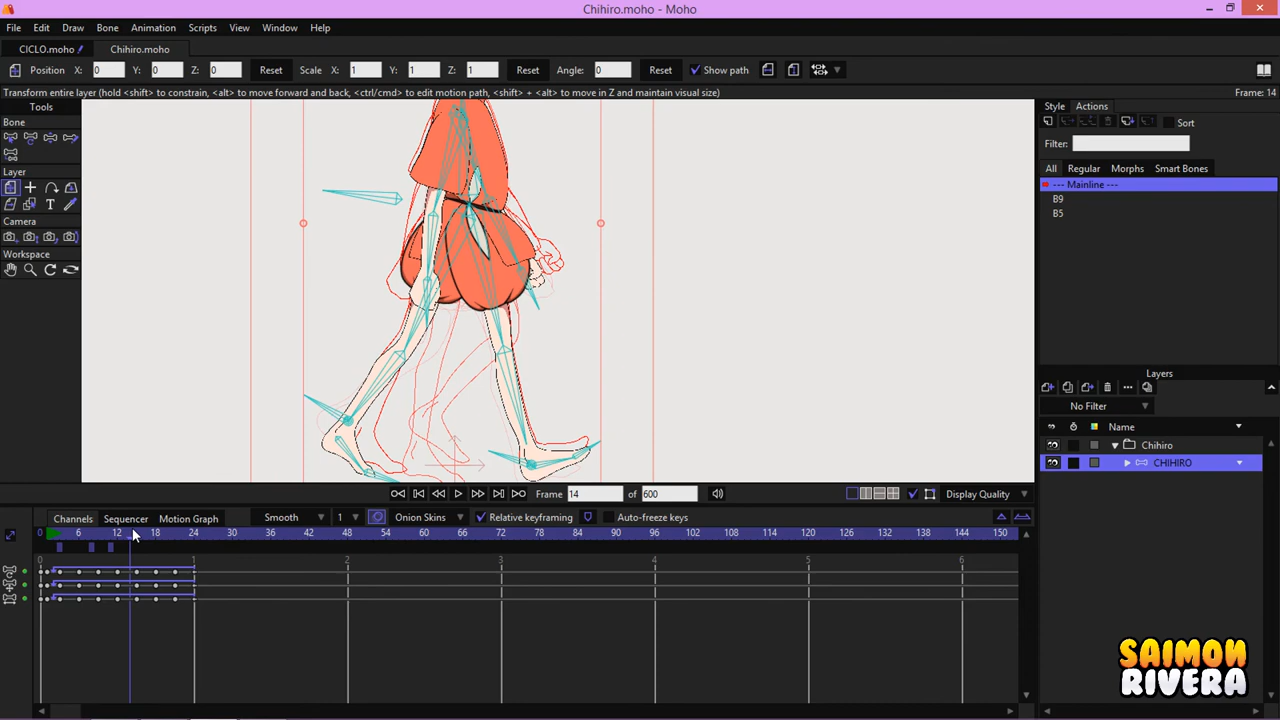 Chihiro.moho - Moho
File Edit Draw Bone Animation Scripts View Window Help
CICLO.moho Chihiro.moho
Position X: 0 Y: 0 Z: 0 Reset Scale X: 1 Y: 1 Z: 1 Reset Angle: 0 Reset Show path
Transform entire layer (hold <shift> to constrain, <alt> to move forward and back, <ctrl/cmd> to edit motion path, <shift> + <alt> to move in Z and maintain visual size) Frame: 14
Tools
Bone
Layer
Camera
Workspace
Style Actions
Sort
Filter:
All Regular Morphs Smart Bones
--- Mainline ---
B9
B5
Layers
No Filter
Name
Chihiro
CHIHIRO
Frame 14 of 600 Display Quality
Channels Sequencer Motion Graph Smooth 1 Onion Skins Relative keyframing Auto-freeze keys
0 6 12 18 24 30 36 42 48 54 60 66 72 78 84 90 96 102 108 114 120 126 132 138 144 150
0 1 2 3 4 5 6
SAIMON
RIVERA